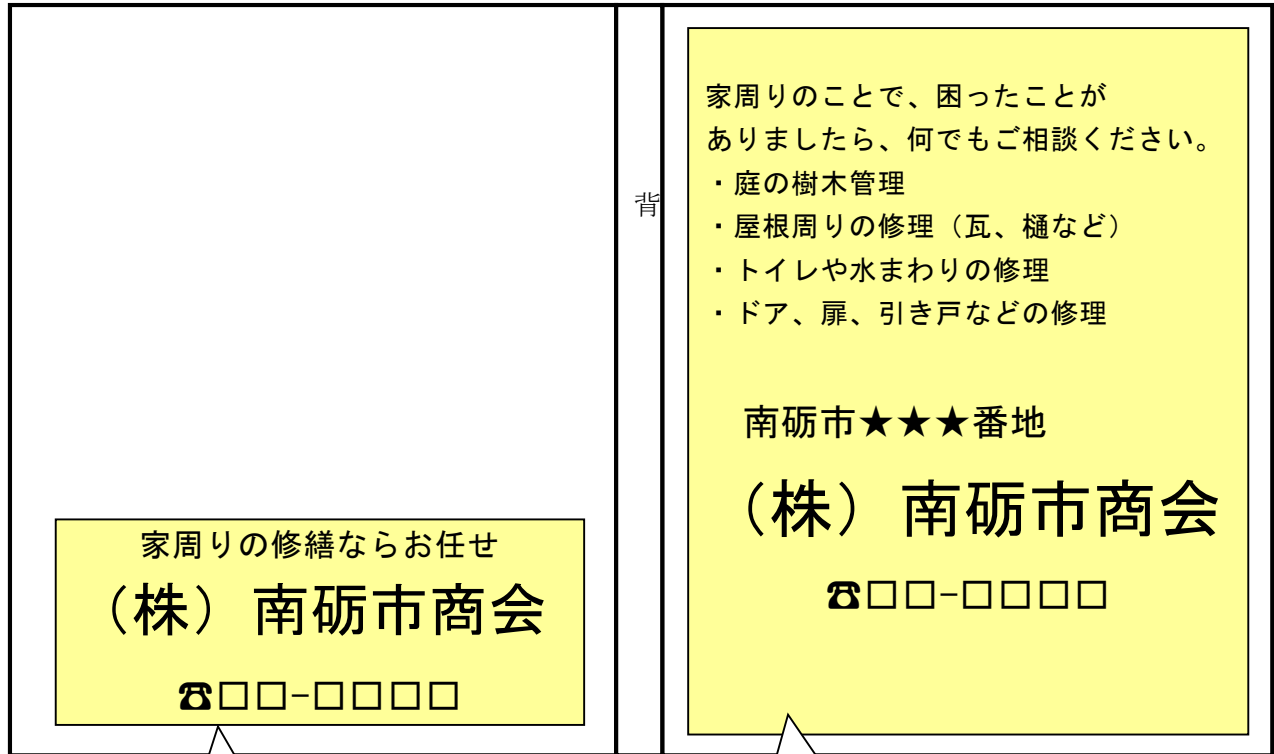 家周りの修繕ならお任せ
（株）南砺市商会
☎□□-□□□□
背
家周りのことで、困ったことが
ありましたら、何でもご相談ください。
・庭の樹木管理
・屋根周りの修理（瓦、樋など）
・トイレや水まわりの修理
・ドア、扉、引き戸などの修理
南砺市★★★番地
（株）南砺市商会
☎□□-□□□□